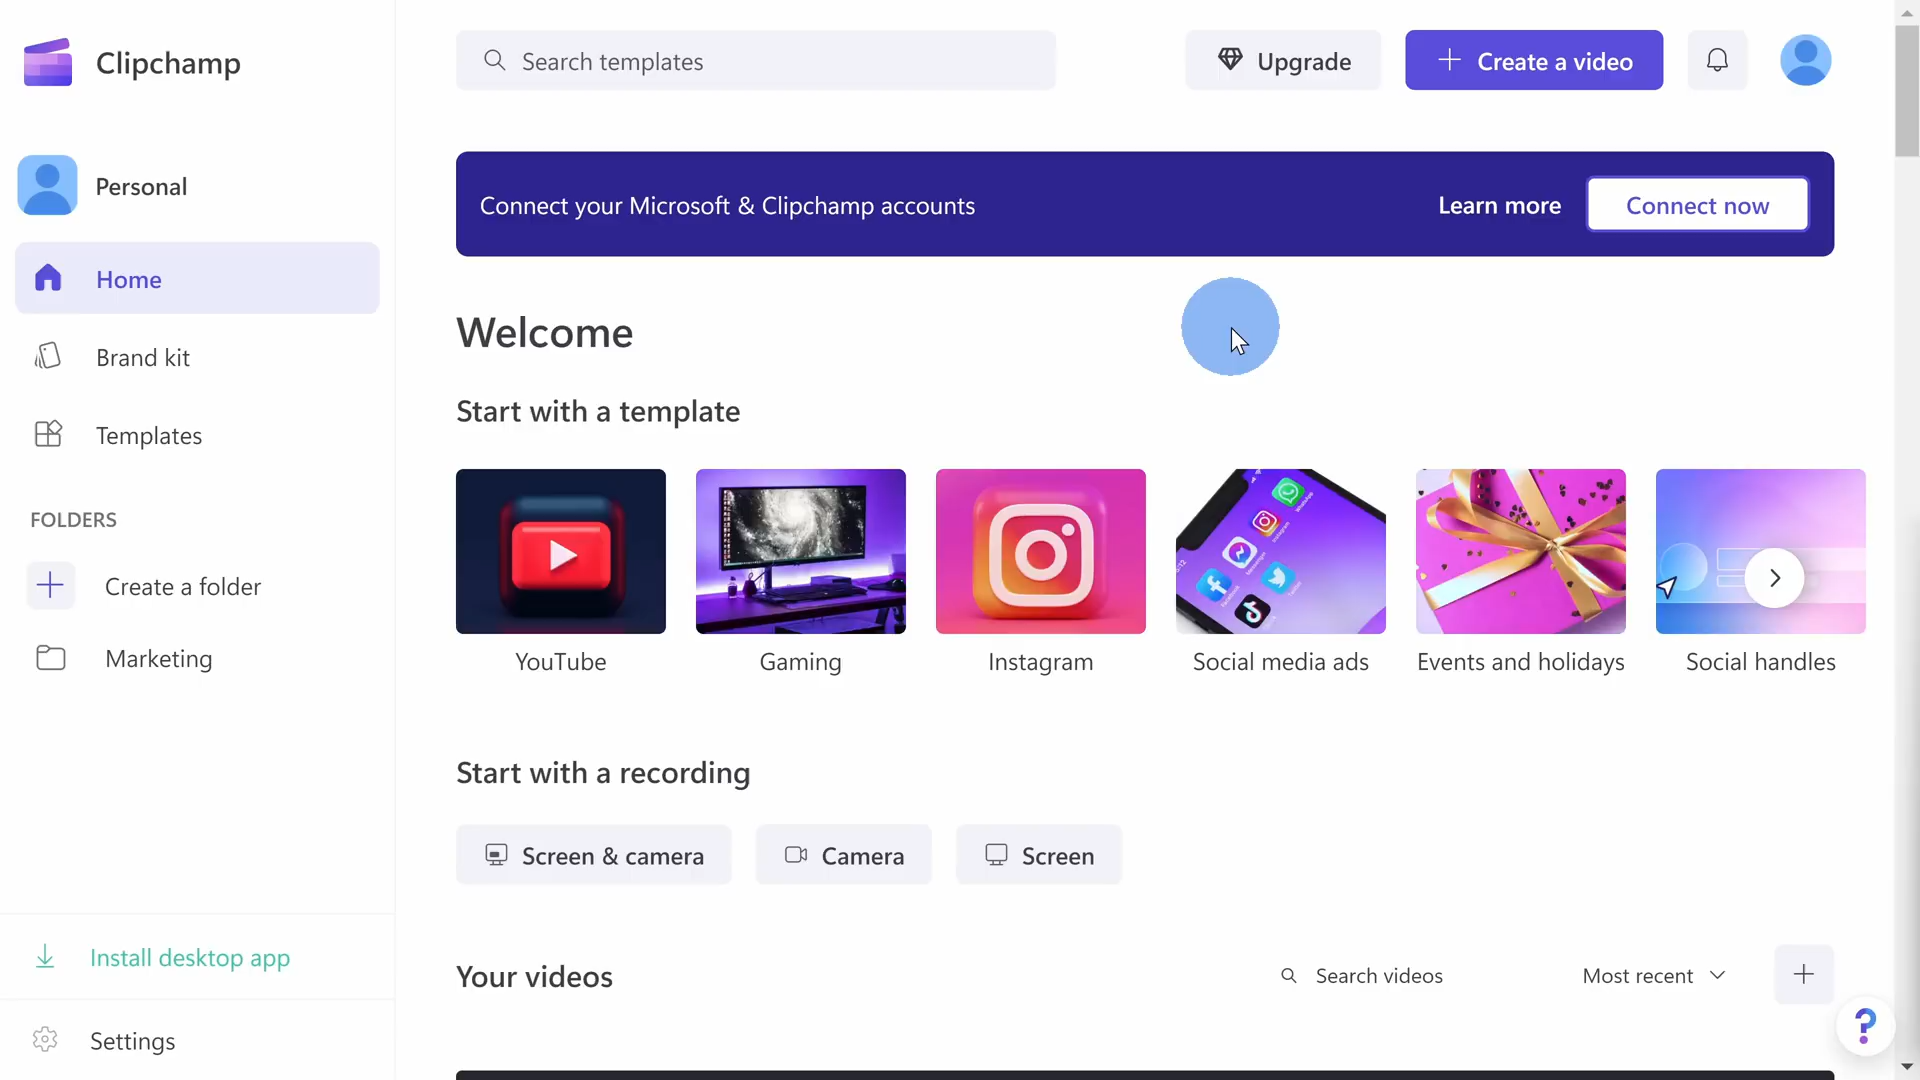 Clipchamp
Search templates
Upgrade
Create a video
Personal
Connect your Microsoft & Clipchamp accounts
Learn more
Connect now
Home
Brand kit
Templates
FOLDERS
Create a folder
Marketing
Install desktop app
Settings
Welcome
Start with a template
YouTube
Gaming
Instagram
Social media ads
Events and holidays
Social handles
Start with a recording
Screen & camera
Camera
Screen
Your videos
Search videos
Most recent
?